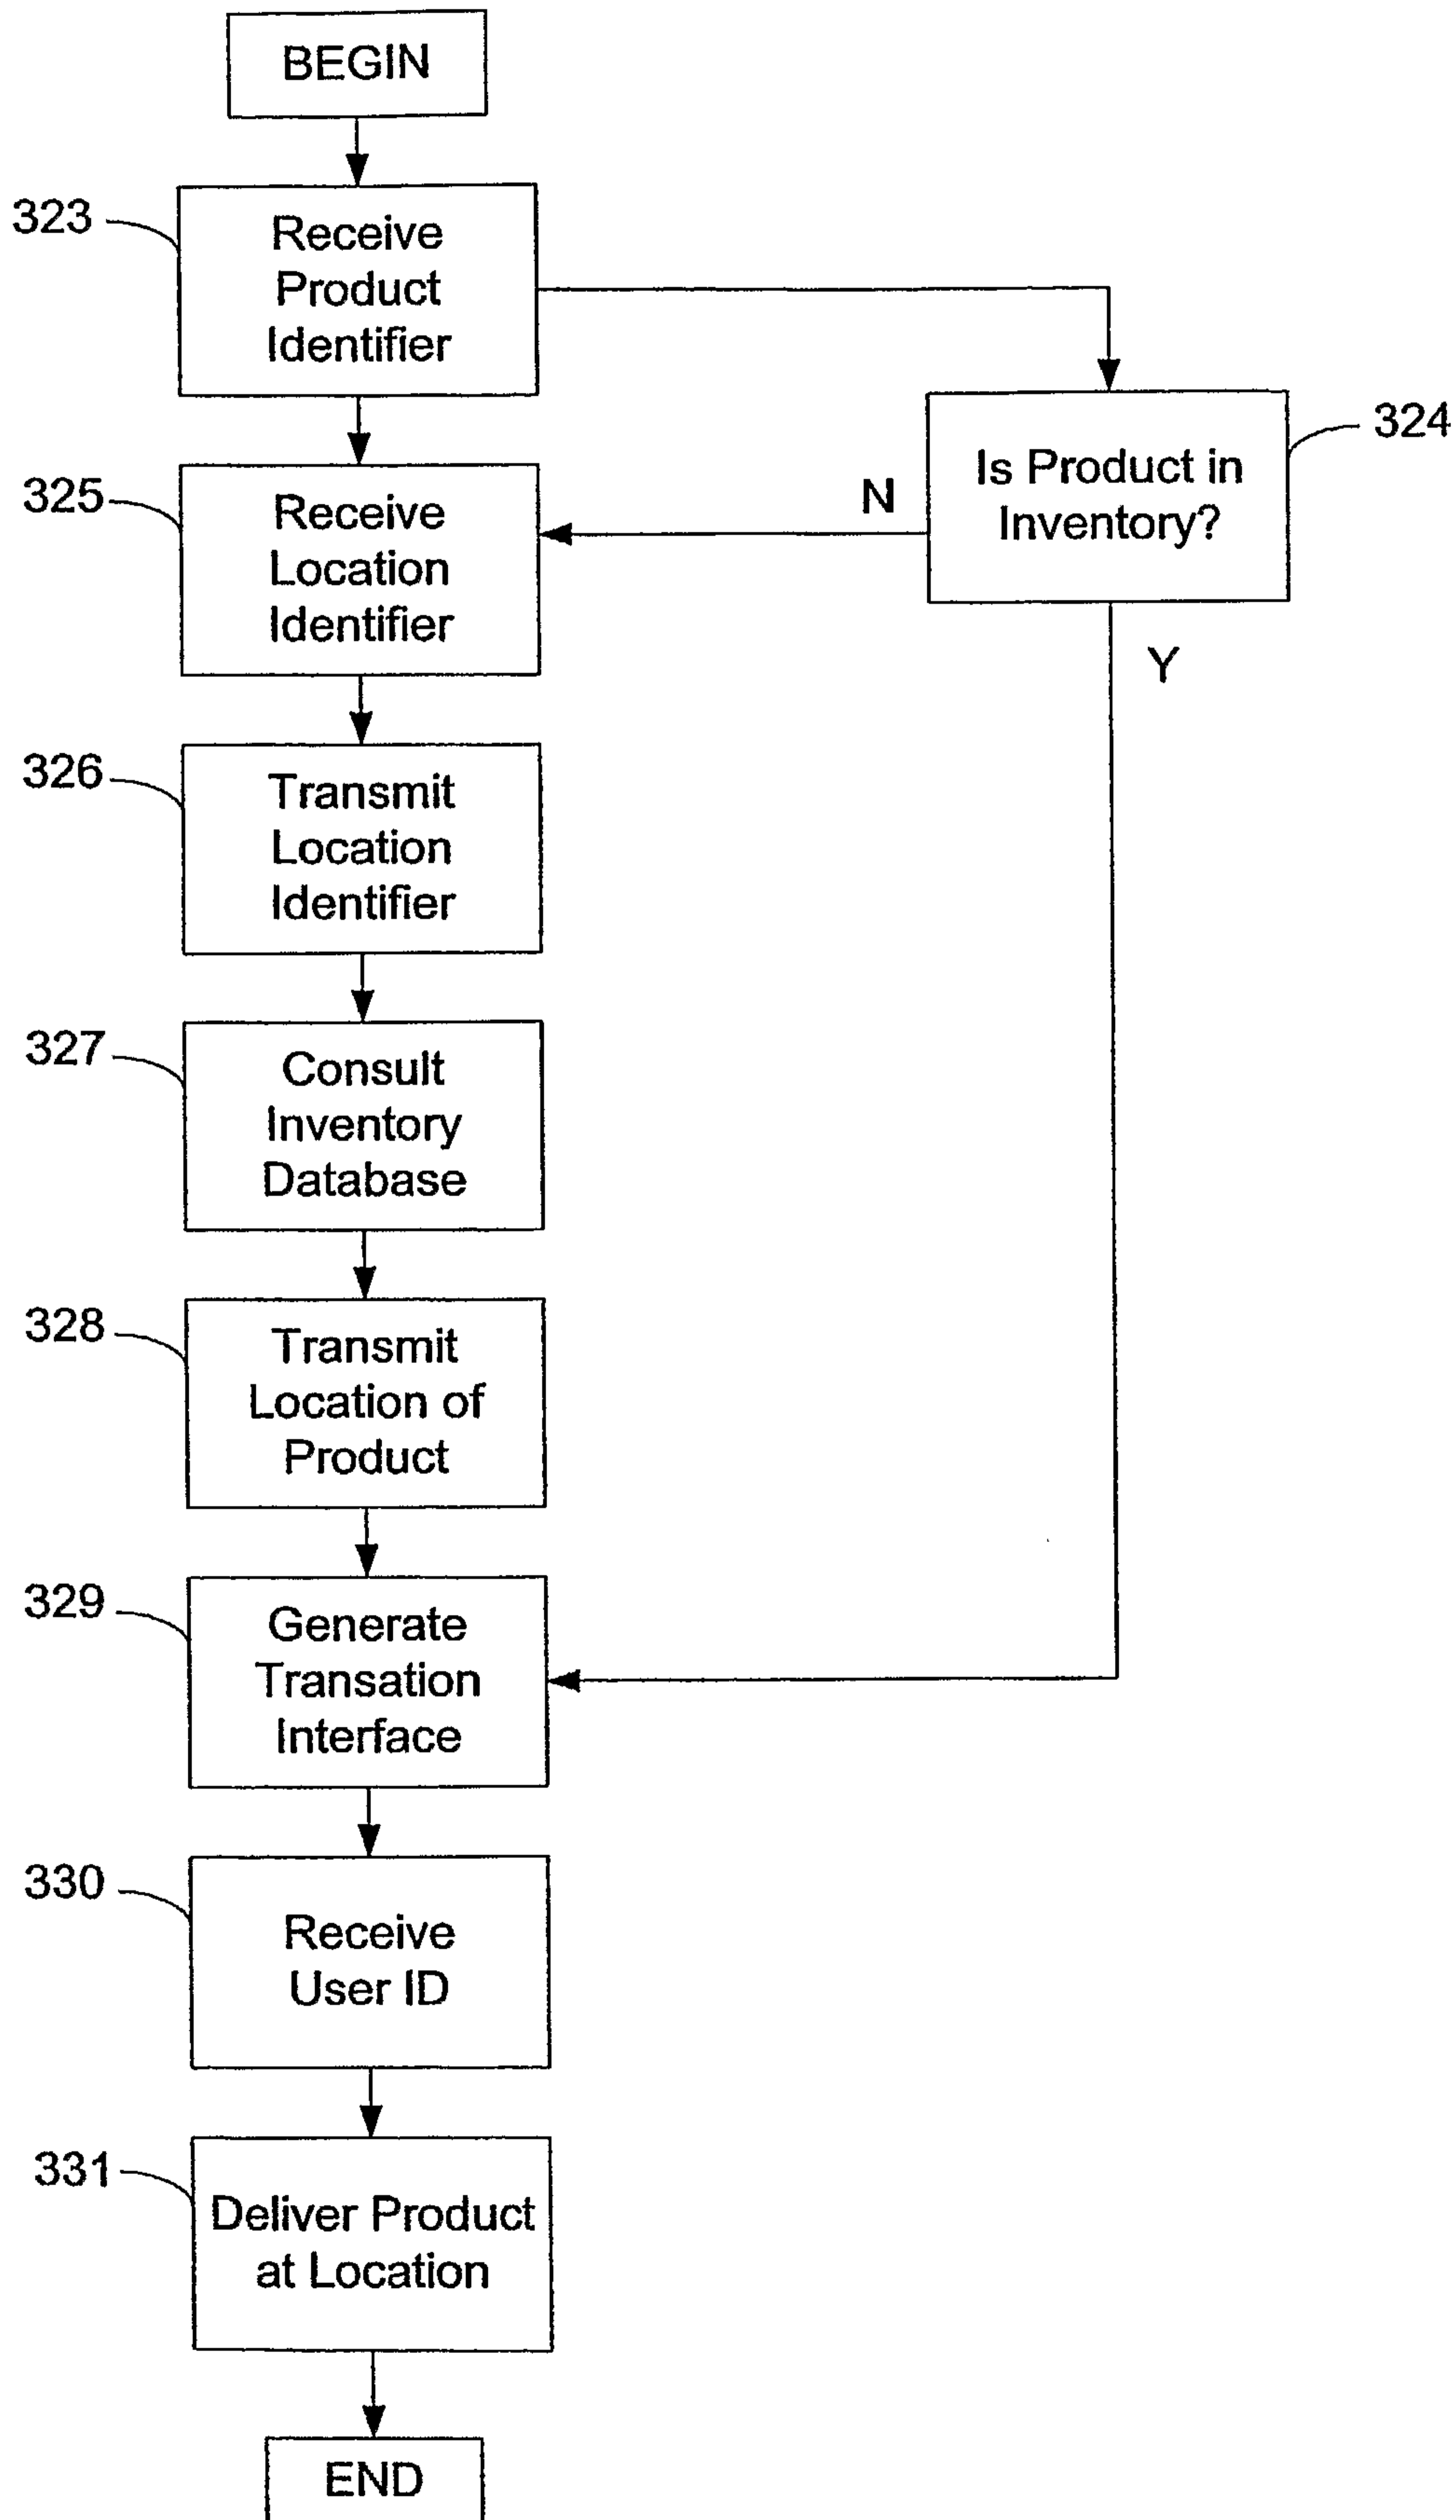 BEGIN
323
Receive
Product
Identifier
324
Is Product in
Inventory?
N
Y
325
Receive
Location
Identifier
326
Transmit
Location
Identifier
327
Consult
Inventory
Database
328
Transmit
Location of
Product
329
Generate
Transation
Interface
330
Receive
User ID
331
Deliver Product
at Location
END